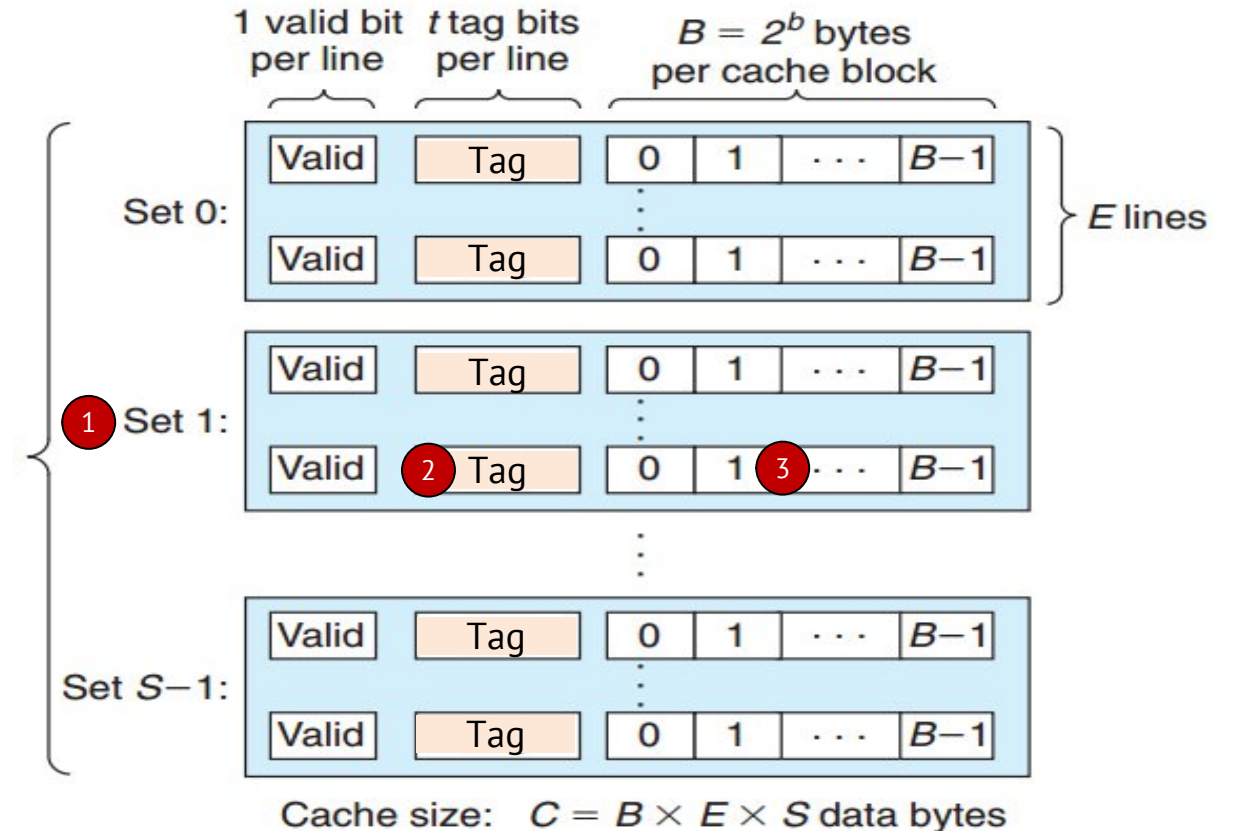 1 valid bit per line
t tag bits per line
B = 2^b bytes per cache block
Set 0:
Valid Tag 0 1 · · · B−1
Valid Tag 0 1 · · · B−1
E lines
1 Set 1:
Valid Tag 0 1 · · · B−1
Valid 2 Tag 0 1 3 · · · B−1
Set S−1:
Valid Tag 0 1 · · · B−1
Valid Tag 0 1 · · · B−1
Cache size: C = B × E × S data bytes